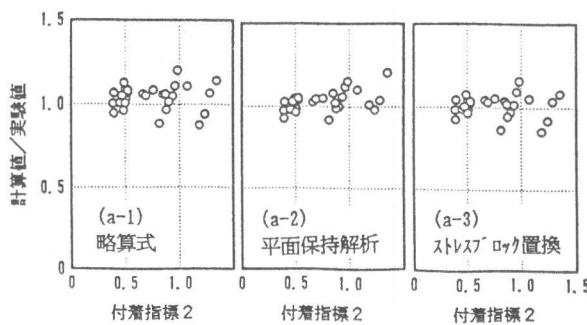 計算値／実験値
1.5
1.0
0.5
0
(a-1)
略算式
(a-2)
平面保持解析
(a-3)
ｽﾄﾚｽﾌﾞﾛｯｸ置換
0 0.5 1.0
0 0.5 1.0
0 0.5 1.0 1.5
付着指標２
付着指標２
付着指標２